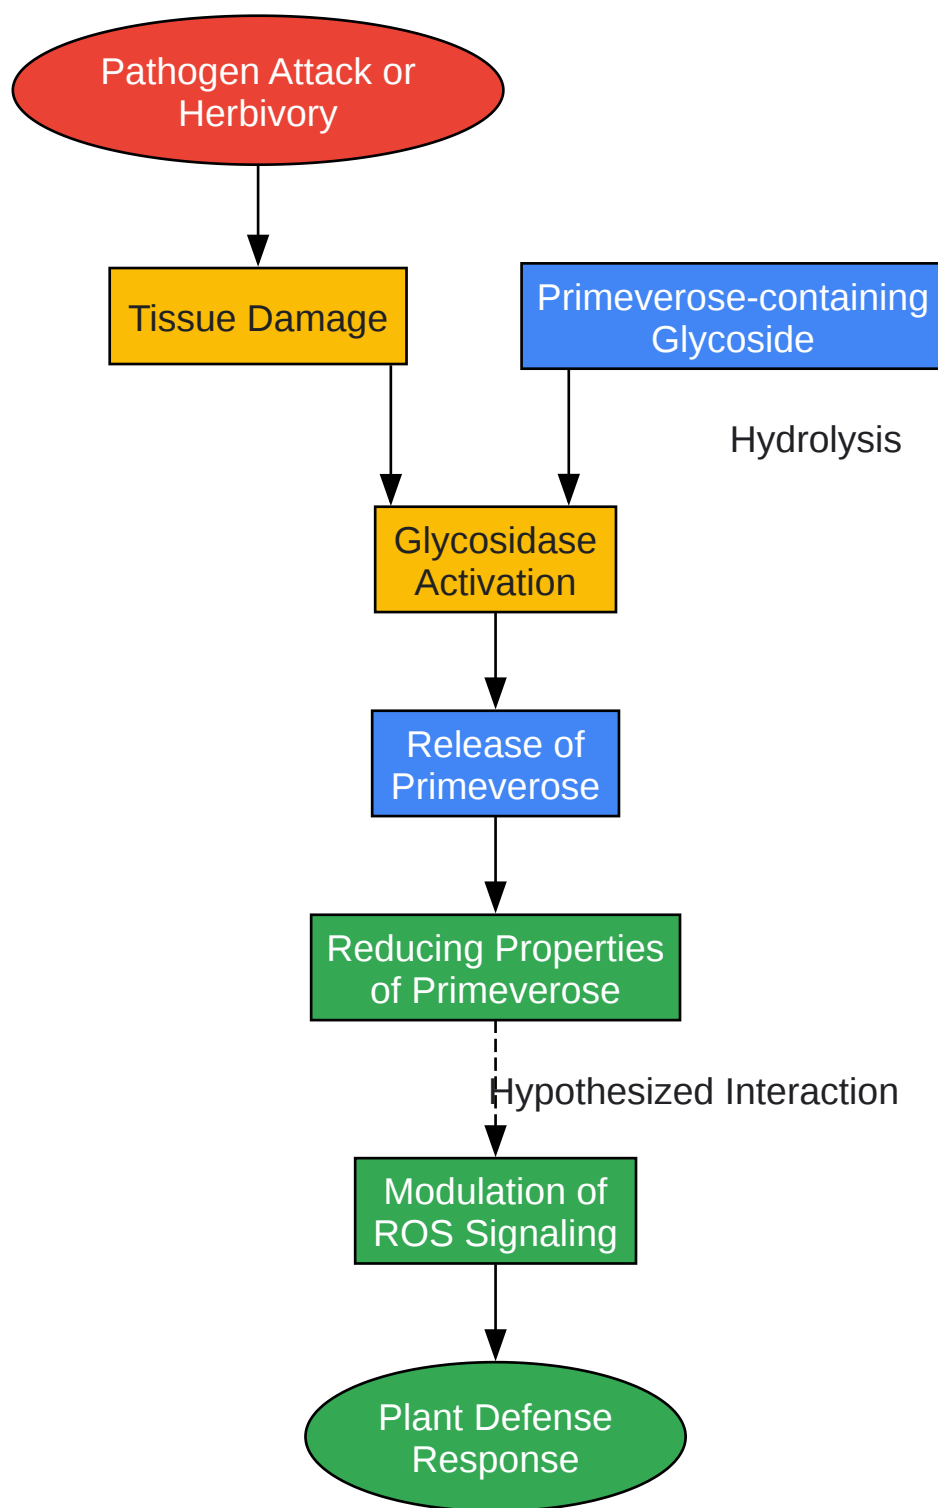 Pathogen Attack or
Herbivory
Tissue Damage
Primeverose-containing
Glycoside
Hydrolysis
Glycosidase
Activation
Release of
Primeverose
Reducing Properties
of Primeverose
Hypothesized Interaction
Modulation of
ROS Signaling
Plant Defense
Response